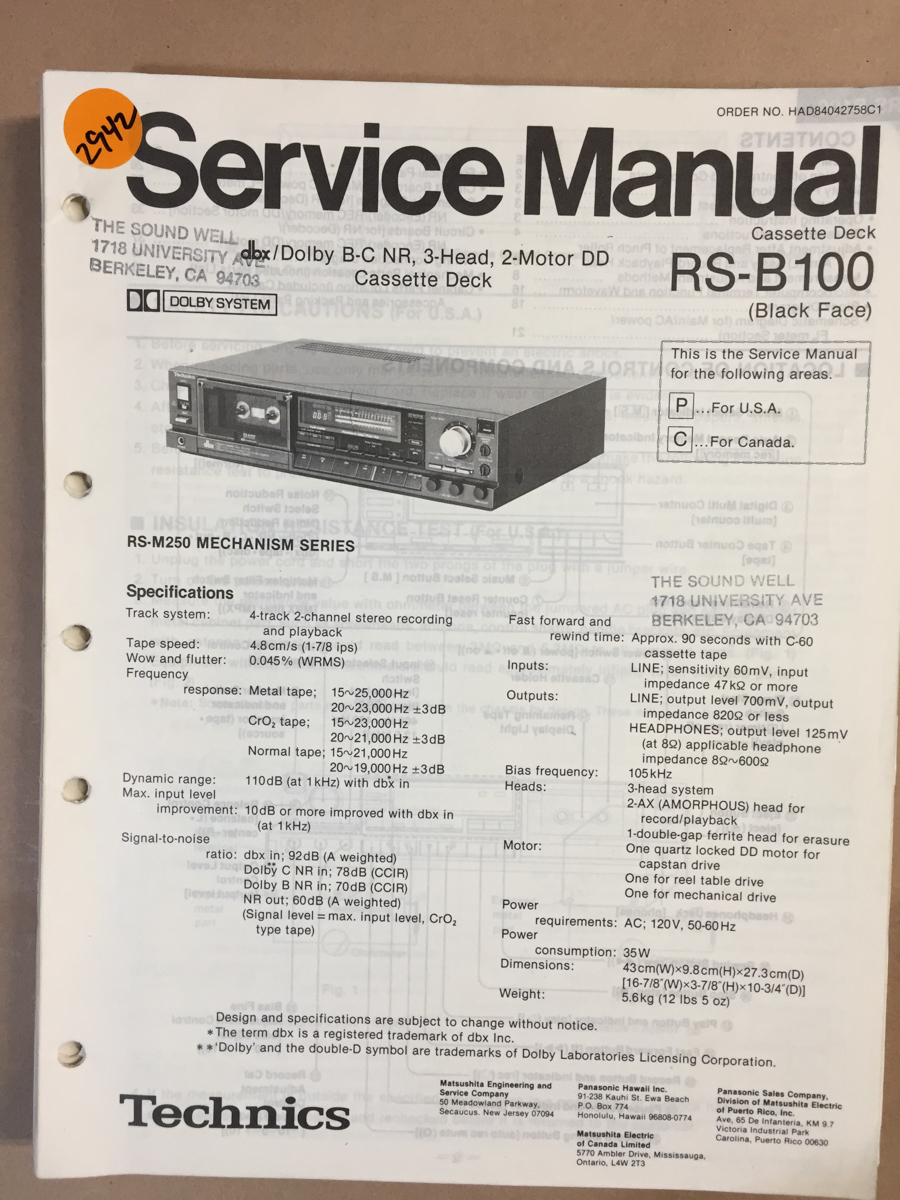 2942
ORDER NO. HAD84042758C1
Service Manual
Cassette Deck
THE SOUND WELL
1718 UNIVERSITY AVE
BERKELEY, CA 94703
dbx/Dolby B-C NR, 3-Head, 2-Motor DD
Cassette Deck
RS-B100
(Black Face)
DOLBY SYSTEM
This is the Service Manual
for the following areas.
P ...For U.S.A.
C ...For Canada.
Technics
RS-M250 MECHANISM SERIES
Specifications
Track system: 4-track 2-channel stereo recording
and playback
Tape speed: 4.8cm/s (1-7/8 ips)
Wow and flutter: 0.045% (WRMS)
Frequency
response: Metal tape; 15~25,000Hz
20~23,000Hz ±3dB
CrO₂ tape; 15~23,000Hz
20~21,000Hz ±3dB
Normal tape; 15~21,000Hz
20~19,000Hz ±3dB
Dynamic range: 110dB (at 1kHz) with dbx* in
Max. input level
improvement: 10dB or more improved with dbx in
(at 1kHz)
Signal-to-noise
ratio: dbx in; 92dB (A weighted)
Dolby** C NR in; 78dB (CCIR)
Dolby B NR in; 70dB (CCIR)
NR out; 60dB (A weighted)
(Signal level = max. input level, CrO₂
type tape)
THE SOUND WELL
1718 UNIVERSITY AVE
BERKELEY, CA 94703
Fast forward and
rewind time: Approx. 90 seconds with C-60
cassette tape
Inputs: LINE; sensitivity 60mV, input
impedance 47kΩ or more
Outputs: LINE; output level 700mV, output
impedance 820Ω or less
HEADPHONES; output level 125mV
(at 8Ω) applicable headphone
impedance 8Ω~600Ω
Bias frequency: 105kHz
Heads: 3-head system
2-AX (AMORPHOUS) head for
record/playback
1-double-gap ferrite head for erasure
Motor: One quartz locked DD motor for
capstan drive
One for reel table drive
One for mechanical drive
Power
requirements: AC; 120V, 50-60Hz
Power
consumption: 35W
Dimensions: 43cm(W)×9.8cm(H)×27.3cm(D)
[16-7/8″(W)×3-7/8″(H)×10-3/4″(D)]
Weight: 5.6kg (12 lbs 5 oz)
Design and specifications are subject to change without notice.
*The term dbx is a registered trademark of dbx Inc.
**'Dolby' and the double-D symbol are trademarks of Dolby Laboratories Licensing Corporation.
Technics
Matsushita Engineering and
Service Company
50 Meadowland Parkway,
Secaucus. New Jersey 07094
Panasonic Hawaii Inc.
91-238 Kauhi St. Ewa Beach
P.O. Box 774
Honolulu, Hawaii 96808-0774
Matsushita Electric
of Canada Limited
5770 Ambler Drive, Mississauga,
Ontario, L4W 2T3
Panasonic Sales Company,
Division of Matsushita Electric
of Puerto Rico, Inc.
Ave, 65 De Infanteria, KM 9.7
Victoria Industrial Park
Carolina, Puerto Rico 00630